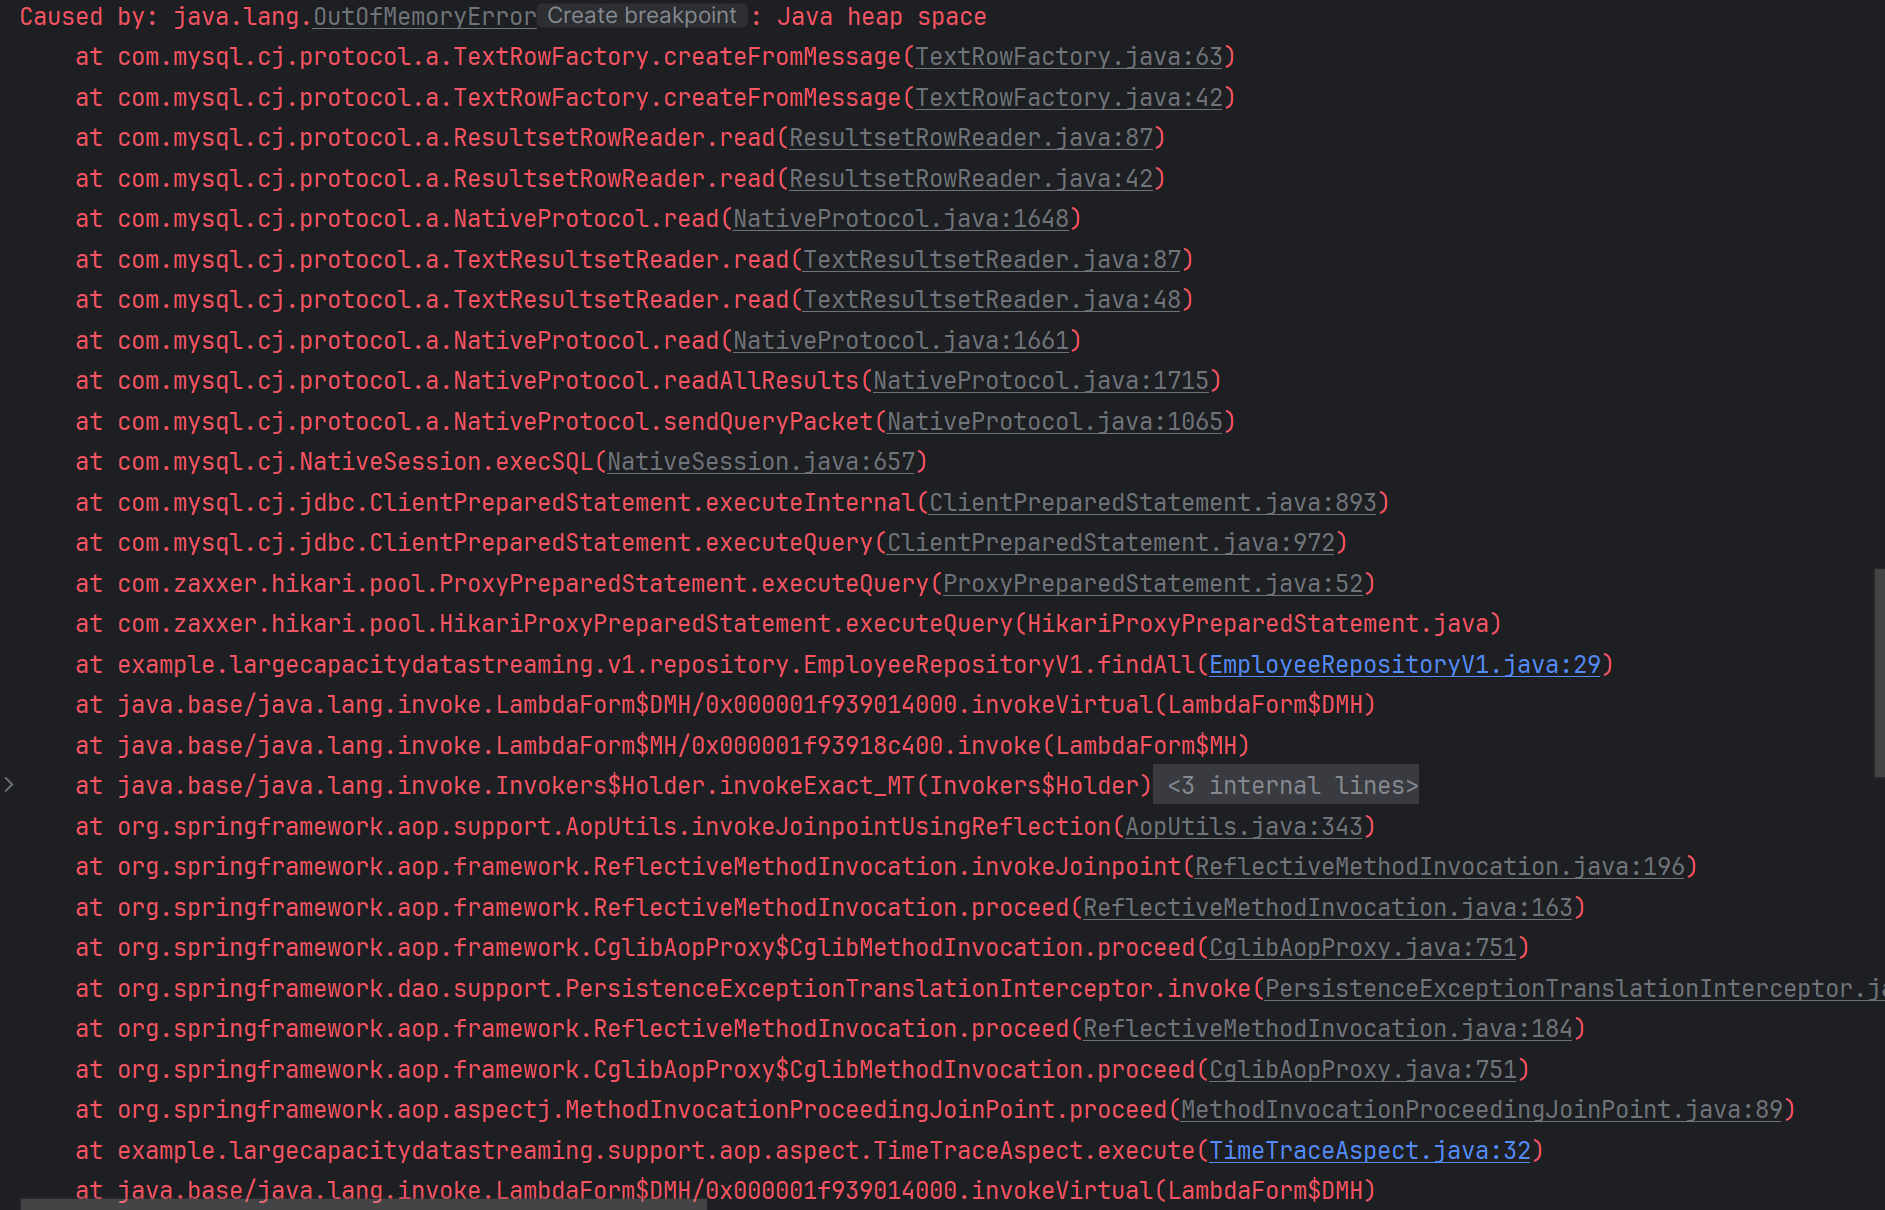 Caused by: java.lang.OutOfMemoryError Create breakpoint : Java heap space
at com.mysql.cj.protocol.a.TextRowFactory.createFromMessage(TextRowFactory.java:63)
at com.mysql.cj.protocol.a.TextRowFactory.createFromMessage(TextRowFactory.java:42)
at com.mysql.cj.protocol.a.ResultsetRowReader.read(ResultsetRowReader.java:87)
at com.mysql.cj.protocol.a.ResultsetRowReader.read(ResultsetRowReader.java:42)
at com.mysql.cj.protocol.a.NativeProtocol.read(NativeProtocol.java:1648)
at com.mysql.cj.protocol.a.TextResultsetReader.read(TextResultsetReader.java:87)
at com.mysql.cj.protocol.a.TextResultsetReader.read(TextResultsetReader.java:48)
at com.mysql.cj.protocol.a.NativeProtocol.read(NativeProtocol.java:1661)
at com.mysql.cj.protocol.a.NativeProtocol.readAllResults(NativeProtocol.java:1715)
at com.mysql.cj.protocol.a.NativeProtocol.sendQueryPacket(NativeProtocol.java:1065)
at com.mysql.cj.NativeSession.execSQL(NativeSession.java:657)
at com.mysql.cj.jdbc.ClientPreparedStatement.executeInternal(ClientPreparedStatement.java:893)
at com.mysql.cj.jdbc.ClientPreparedStatement.executeQuery(ClientPreparedStatement.java:972)
at com.zaxxer.hikari.pool.ProxyPreparedStatement.executeQuery(ProxyPreparedStatement.java:52)
at com.zaxxer.hikari.pool.HikariProxyPreparedStatement.executeQuery(HikariProxyPreparedStatement.java)
at example.largecapacitydatastreaming.v1.repository.EmployeeRepositoryV1.findAll(EmployeeRepositoryV1.java:29)
at java.base/java.lang.invoke.LambdaForm$DMH/0x000001f939014000.invokeVirtual(LambdaForm$DMH)
at java.base/java.lang.invoke.LambdaForm$MH/0x000001f93918c400.invoke(LambdaForm$MH)
at java.base/java.lang.invoke.Invokers$Holder.invokeExact_MT(Invokers$Holder) <3 internal lines>
at org.springframework.aop.support.AopUtils.invokeJoinpointUsingReflection(AopUtils.java:343)
at org.springframework.aop.framework.ReflectiveMethodInvocation.invokeJoinpoint(ReflectiveMethodInvocation.java:196)
at org.springframework.aop.framework.ReflectiveMethodInvocation.proceed(ReflectiveMethodInvocation.java:163)
at org.springframework.aop.framework.CglibAopProxy$CglibMethodInvocation.proceed(CglibAopProxy.java:751)
at org.springframework.dao.support.PersistenceExceptionTranslationInterceptor.invoke(PersistenceExceptionTranslationInterceptor.ja
at org.springframework.aop.framework.ReflectiveMethodInvocation.proceed(ReflectiveMethodInvocation.java:184)
at org.springframework.aop.framework.CglibAopProxy$CglibMethodInvocation.proceed(CglibAopProxy.java:751)
at org.springframework.aop.aspectj.MethodInvocationProceedingJoinPoint.proceed(MethodInvocationProceedingJoinPoint.java:89)
at example.largecapacitydatastreaming.support.aop.aspect.TimeTraceAspect.execute(TimeTraceAspect.java:32)
at java.base/java.lang.invoke.LambdaForm$DMH/0x000001f939014000.invokeVirtual(LambdaForm$DMH)